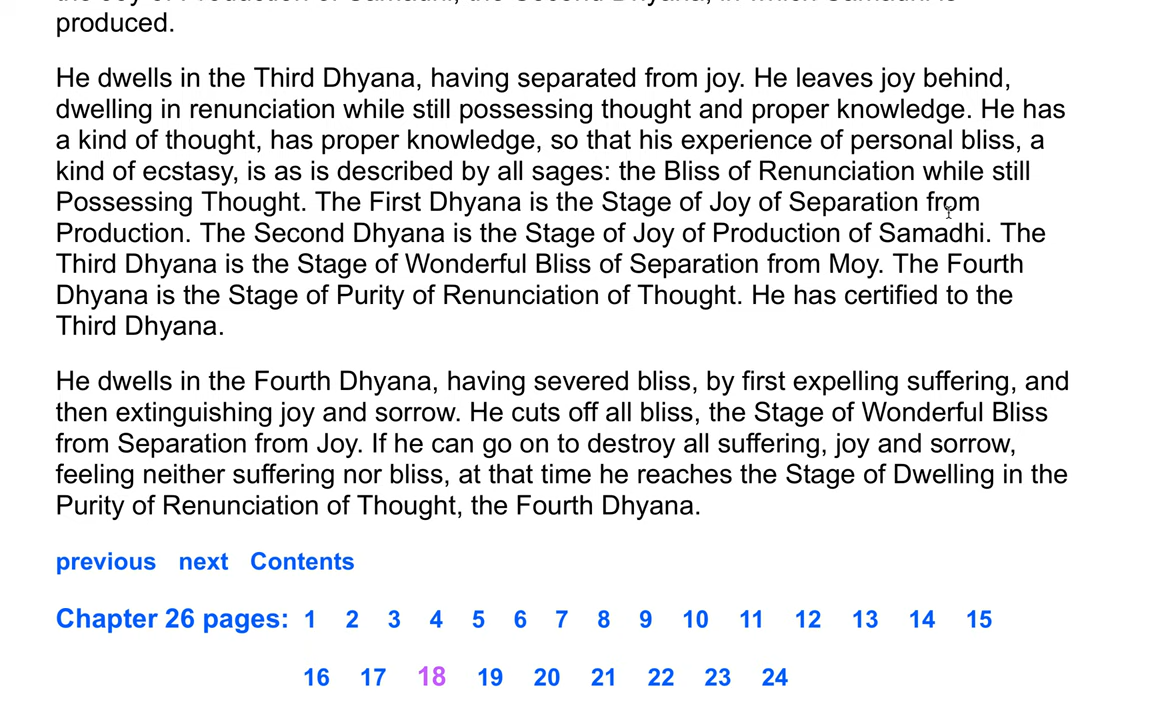 produced.
He dwells in the Third Dhyana, having separated from joy. He leaves joy behind,
dwelling in renunciation while still possessing thought and proper knowledge. He has
a kind of thought, has proper knowledge, so that his experience of personal bliss, a
kind of ecstasy, is as is described by all sages: the Bliss of Renunciation while still
Possessing Thought. The First Dhyana is the Stage of Joy of Separation from
Production. The Second Dhyana is the Stage of Joy of Production of Samadhi. The
Third Dhyana is the Stage of Wonderful Bliss of Separation from Moy. The Fourth
Dhyana is the Stage of Purity of Renunciation of Thought. He has certified to the
Third Dhyana.
He dwells in the Fourth Dhyana, having severed bliss, by first expelling suffering, and
then extinguishing joy and sorrow. He cuts off all bliss, the Stage of Wonderful Bliss
from Separation from Joy. If he can go on to destroy all suffering, joy and sorrow,
feeling neither suffering nor bliss, at that time he reaches the Stage of Dwelling in the
Purity of Renunciation of Thought, the Fourth Dhyana.
previous next Contents
Chapter 26 pages: 1 2 3 4 5 6 7 8 9 10 11 12 13 14 15
16 17 18 19 20 21 22 23 24